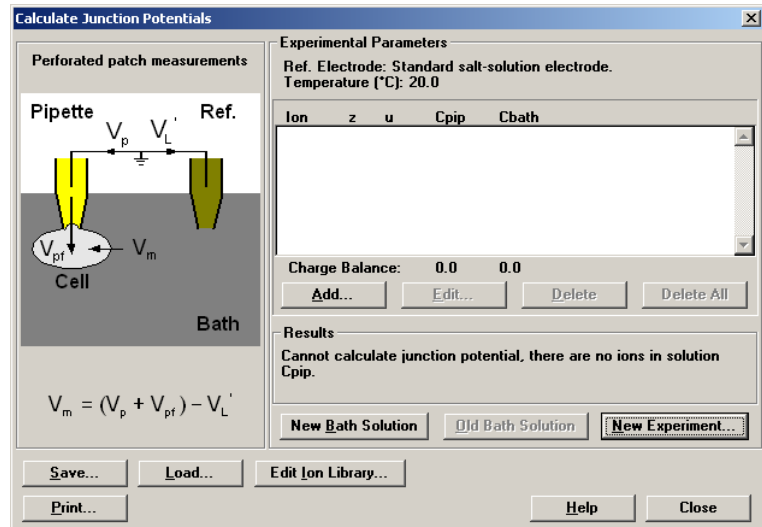 Calculate Junction Potentials
Perforated patch measurements
Pipette
Ref.
Vp
VL'
Vpf
Vm
Cell
Bath
Vm = (Vp + Vpf) – VL'
Experimental Parameters
Ref. Electrode: Standard salt-solution electrode.
Temperature (°C): 20.0
Ion z u Cpip Cbath
Charge Balance: 0.0 0.0
Add... Edit... Delete Delete All
Results
Cannot calculate junction potential, there are no ions in solution
Cpip.
New Bath Solution Old Bath Solution New Experiment...
Save... Load... Edit Ion Library...
Print... Help Close